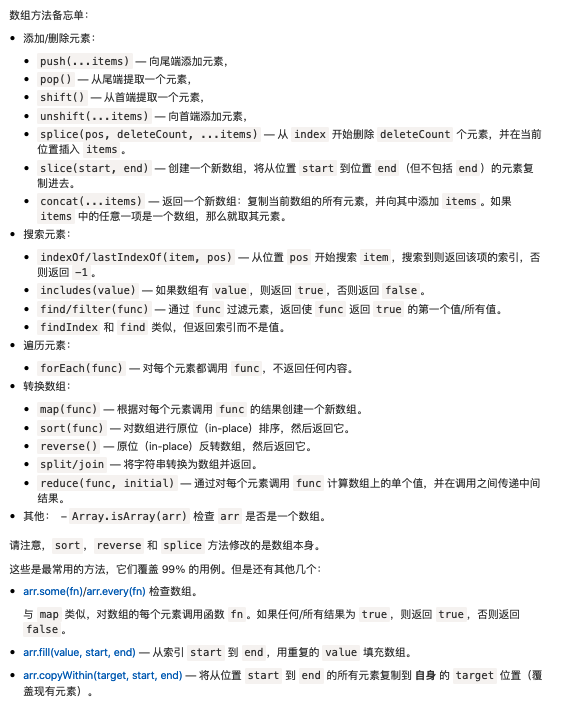 数组方法备忘单：
添加/删除元素：
push(...items) — 向尾端添加元素，
pop() — 从尾端提取一个元素，
shift() — 从首端提取一个元素，
unshift(...items) — 向首端添加元素，
splice(pos, deleteCount, ...items) — 从 index 开始删除 deleteCount 个元素，并在当前
位置插入 items。
slice(start, end) — 创建一个新数组，将从位置 start 到位置 end（但不包括 end）的元素复
制进去。
concat(...items) — 返回一个新数组：复制当前数组的所有元素，并向其中添加 items。如果
items 中的任意一项是一个数组，那么就取其元素。
搜索元素：
indexOf/lastIndexOf(item, pos) — 从位置 pos 开始搜索 item，搜索到则返回该项的索引，否
则返回 -1。
includes(value) — 如果数组有 value，则返回 true，否则返回 false。
find/filter(func) — 通过 func 过滤元素，返回使 func 返回 true 的第一个值/所有值。
findIndex 和 find 类似，但返回索引而不是值。
遍历元素：
forEach(func) — 对每个元素都调用 func，不返回任何内容。
转换数组：
map(func) — 根据对每个元素调用 func 的结果创建一个新数组。
sort(func) — 对数组进行原位（in-place）排序，然后返回它。
reverse() — 原位（in-place）反转数组，然后返回它。
split/join — 将字符串转换为数组并返回。
reduce(func, initial) — 通过对每个元素调用 func 计算数组上的单个值，并在调用之间传递中间
结果。
其他： – Array.isArray(arr) 检查 arr 是否是一个数组。
请注意，sort，reverse 和 splice 方法修改的是数组本身。
这些是最常用的方法，它们覆盖 99% 的用例。但是还有其他几个：
arr.some(fn)/arr.every(fn) 检查数组。
与 map 类似，对数组的每个元素调用函数 fn。如果任何/所有结果为 true，则返回 true，否则返回
false。
arr.fill(value, start, end) — 从索引 start 到 end，用重复的 value 填充数组。
arr.copyWithin(target, start, end) — 将从位置 start 到 end 的所有元素复制到 自身 的 target 位置（覆
盖现有元素）。